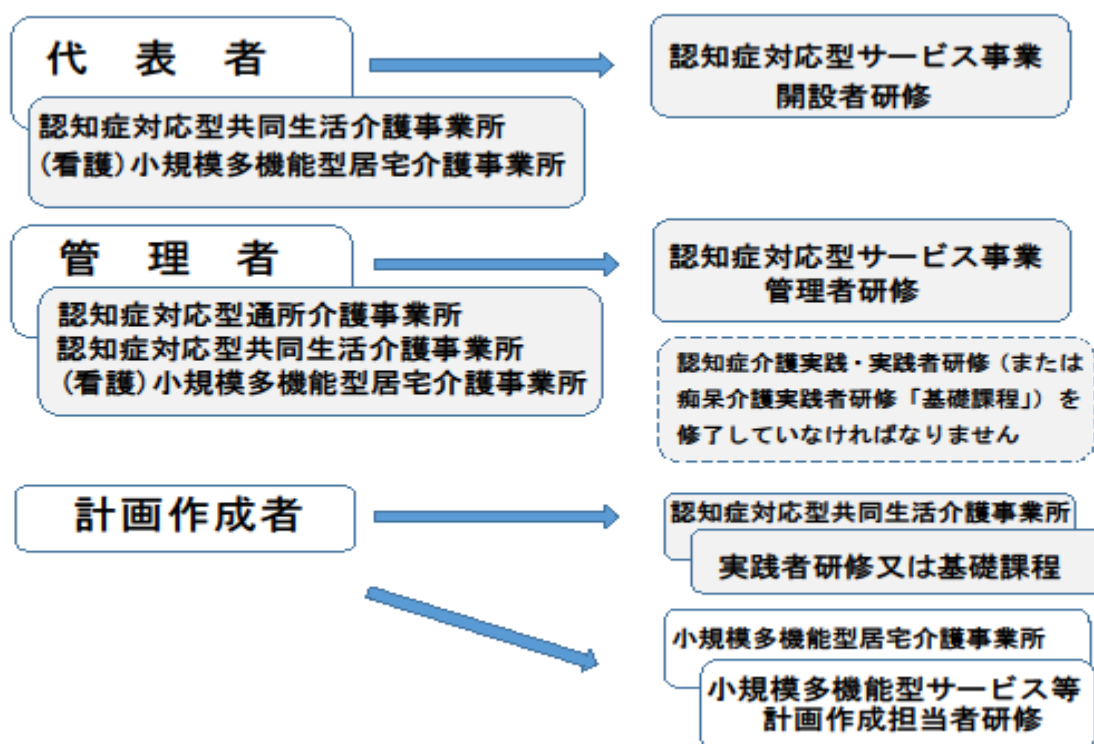 代 表 者
認知症対応型共同生活介護事業所
(看護)小規模多機能型居宅介護事業所
認知症対応型サービス事業
開設者研修
管 理 者
認知症対応型通所介護事業所
認知症対応型共同生活介護事業所
(看護)小規模多機能型居宅介護事業所
認知症対応型サービス事業
管理者研修
認知症介護実践・実践者研修(または
痴呆介護実践者研修「基礎課程」)を
修了していなければなりません
計画作成者
認知症対応型共同生活介護事業所
実践者研修又は基礎課程
小規模多機能型居宅介護事業所
小規模多機能型サービス等
計画作成担当者研修